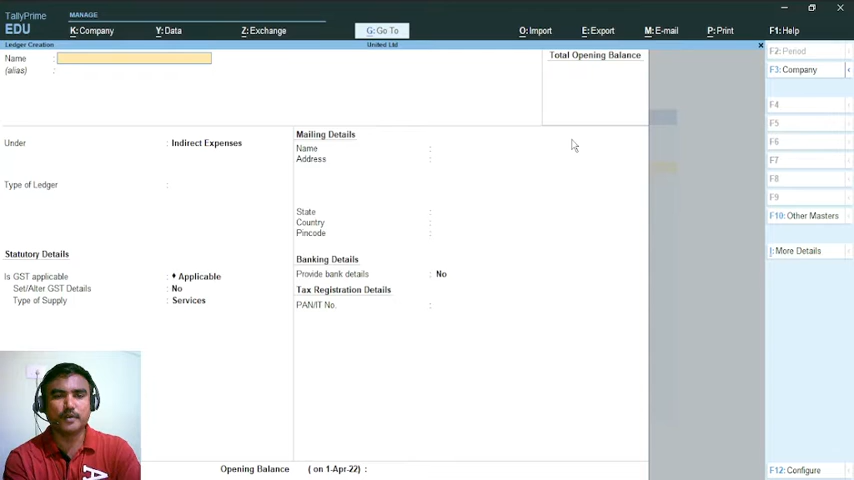 TallyPrime
EDU
MANAGE
K: Company
Y: Data
Z: Exchange
G: Go To
O: Import
E: Export
M: E-mail
P: Print
F1: Help
Ledger Creation
United Ltd
Name :
(alias) :
Total Opening Balance
Under : Indirect Expenses
Type of Ledger :
Statutory Details
Is GST applicable : ♦ Applicable
Set/Alter GST Details : No
Type of Supply : Services
Mailing Details
Name :
Address :
State :
Country :
Pincode :
Banking Details
Provide bank details : No
Tax Registration Details
PAN/IT No. :
Opening Balance ( on 1-Apr-22) :
F2: Period
F3: Company
F4
F5
F6
F7
F8
F9
F10: Other Masters
|: More Details
F12: Configure
A